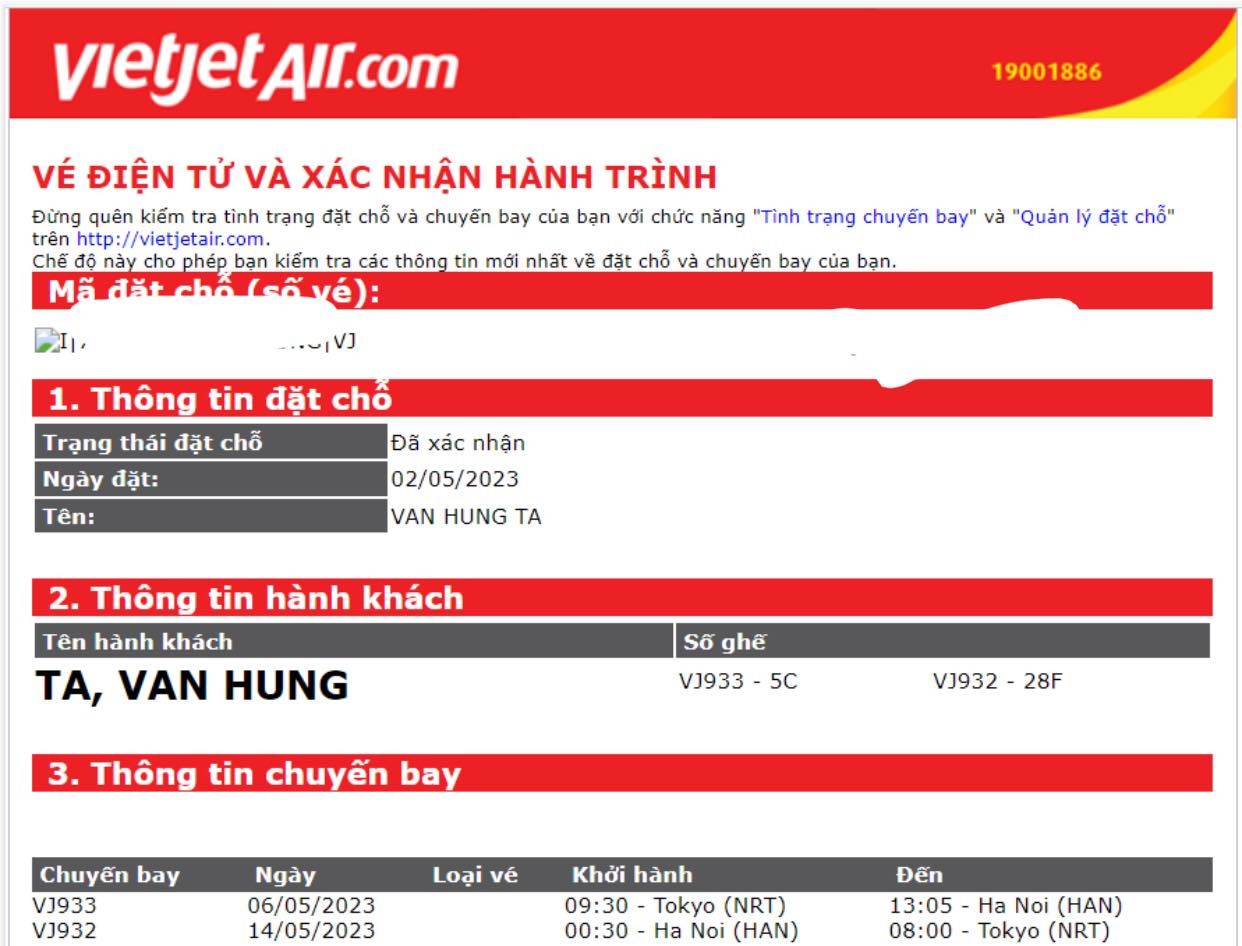 vietjetAir.com
19001886
VÉ ĐIỆN TỬ VÀ XÁC NHẬN HÀNH TRÌNH
Đừng quên kiểm tra tình trạng đặt chỗ và chuyến bay của bạn với chức năng "Tình trạng chuyến bay" và "Quản lý đặt chỗ"
trên http://vietjetair.com.
Chế độ này cho phép bạn kiểm tra các thông tin mới nhất về đặt chỗ và chuyến bay của bạn.
Mã đặt chỗ (số vé):
VJ
1. Thông tin đặt chỗ
Trạng thái đặt chỗ Đã xác nhận
Ngày đặt: 02/05/2023
Tên: VAN HUNG TA
2. Thông tin hành khách
Tên hành khách Số ghế
TA, VAN HUNG VJ933 - 5C VJ932 - 28F
3. Thông tin chuyến bay
Chuyến bay Ngày Loại vé Khởi hành Đến
VJ933 06/05/2023 09:30 - Tokyo (NRT) 13:05 - Ha Noi (HAN)
VJ932 14/05/2023 00:30 - Ha Noi (HAN) 08:00 - Tokyo (NRT)